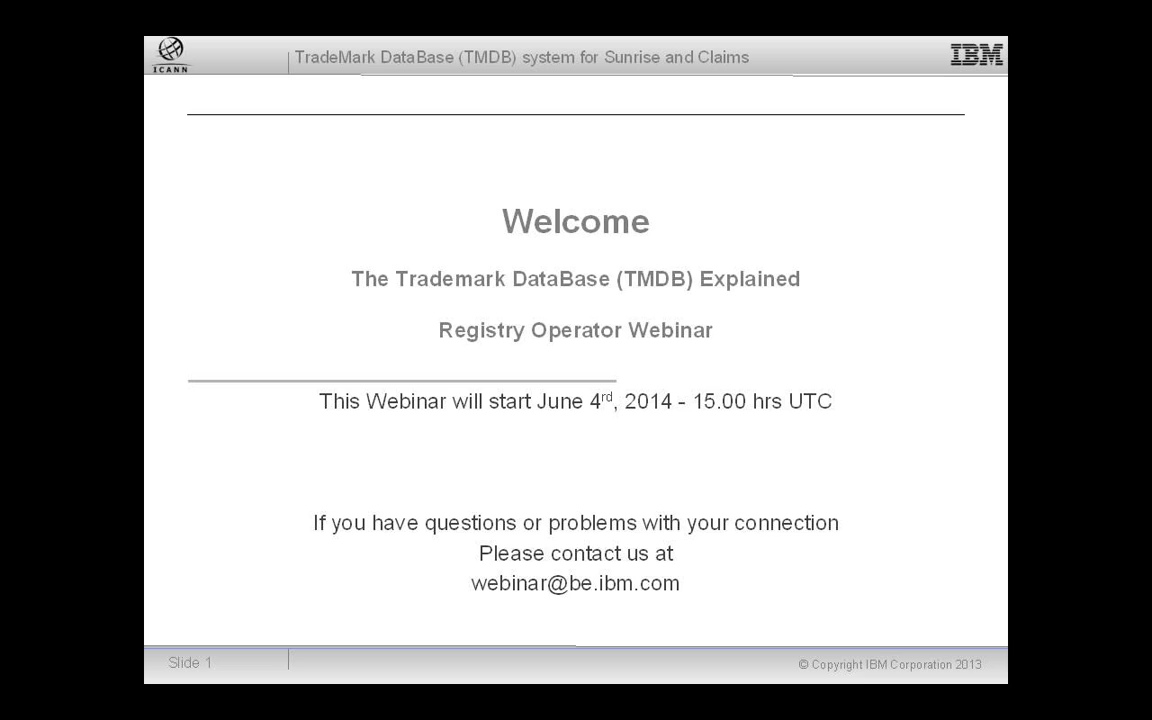 ICANN
TradeMark DataBase (TMDB) system for Sunrise and Claims
IBM
Welcome
The Trademark DataBase (TMDB) Explained
Registry Operator Webinar
This Webinar will start June 4rd, 2014 - 15.00 hrs UTC
If you have questions or problems with your connection
Please contact us at
webinar@be.ibm.com
Slide 1
© Copyright IBM Corporation 2013